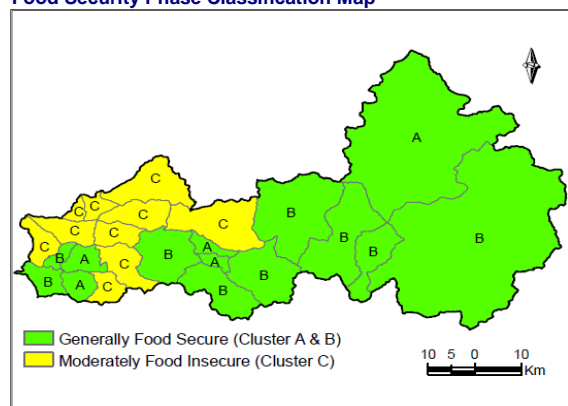 Food Security Phase Classification Map
A
C
C
C
C
C
B
C
C
A
B
B
B
C
B
A
B
A
C
A
B
B
B
A
C
Generally Food Secure (Cluster A & B)
Moderately Food Insecure (Cluster C)
10 5 0 10
Km